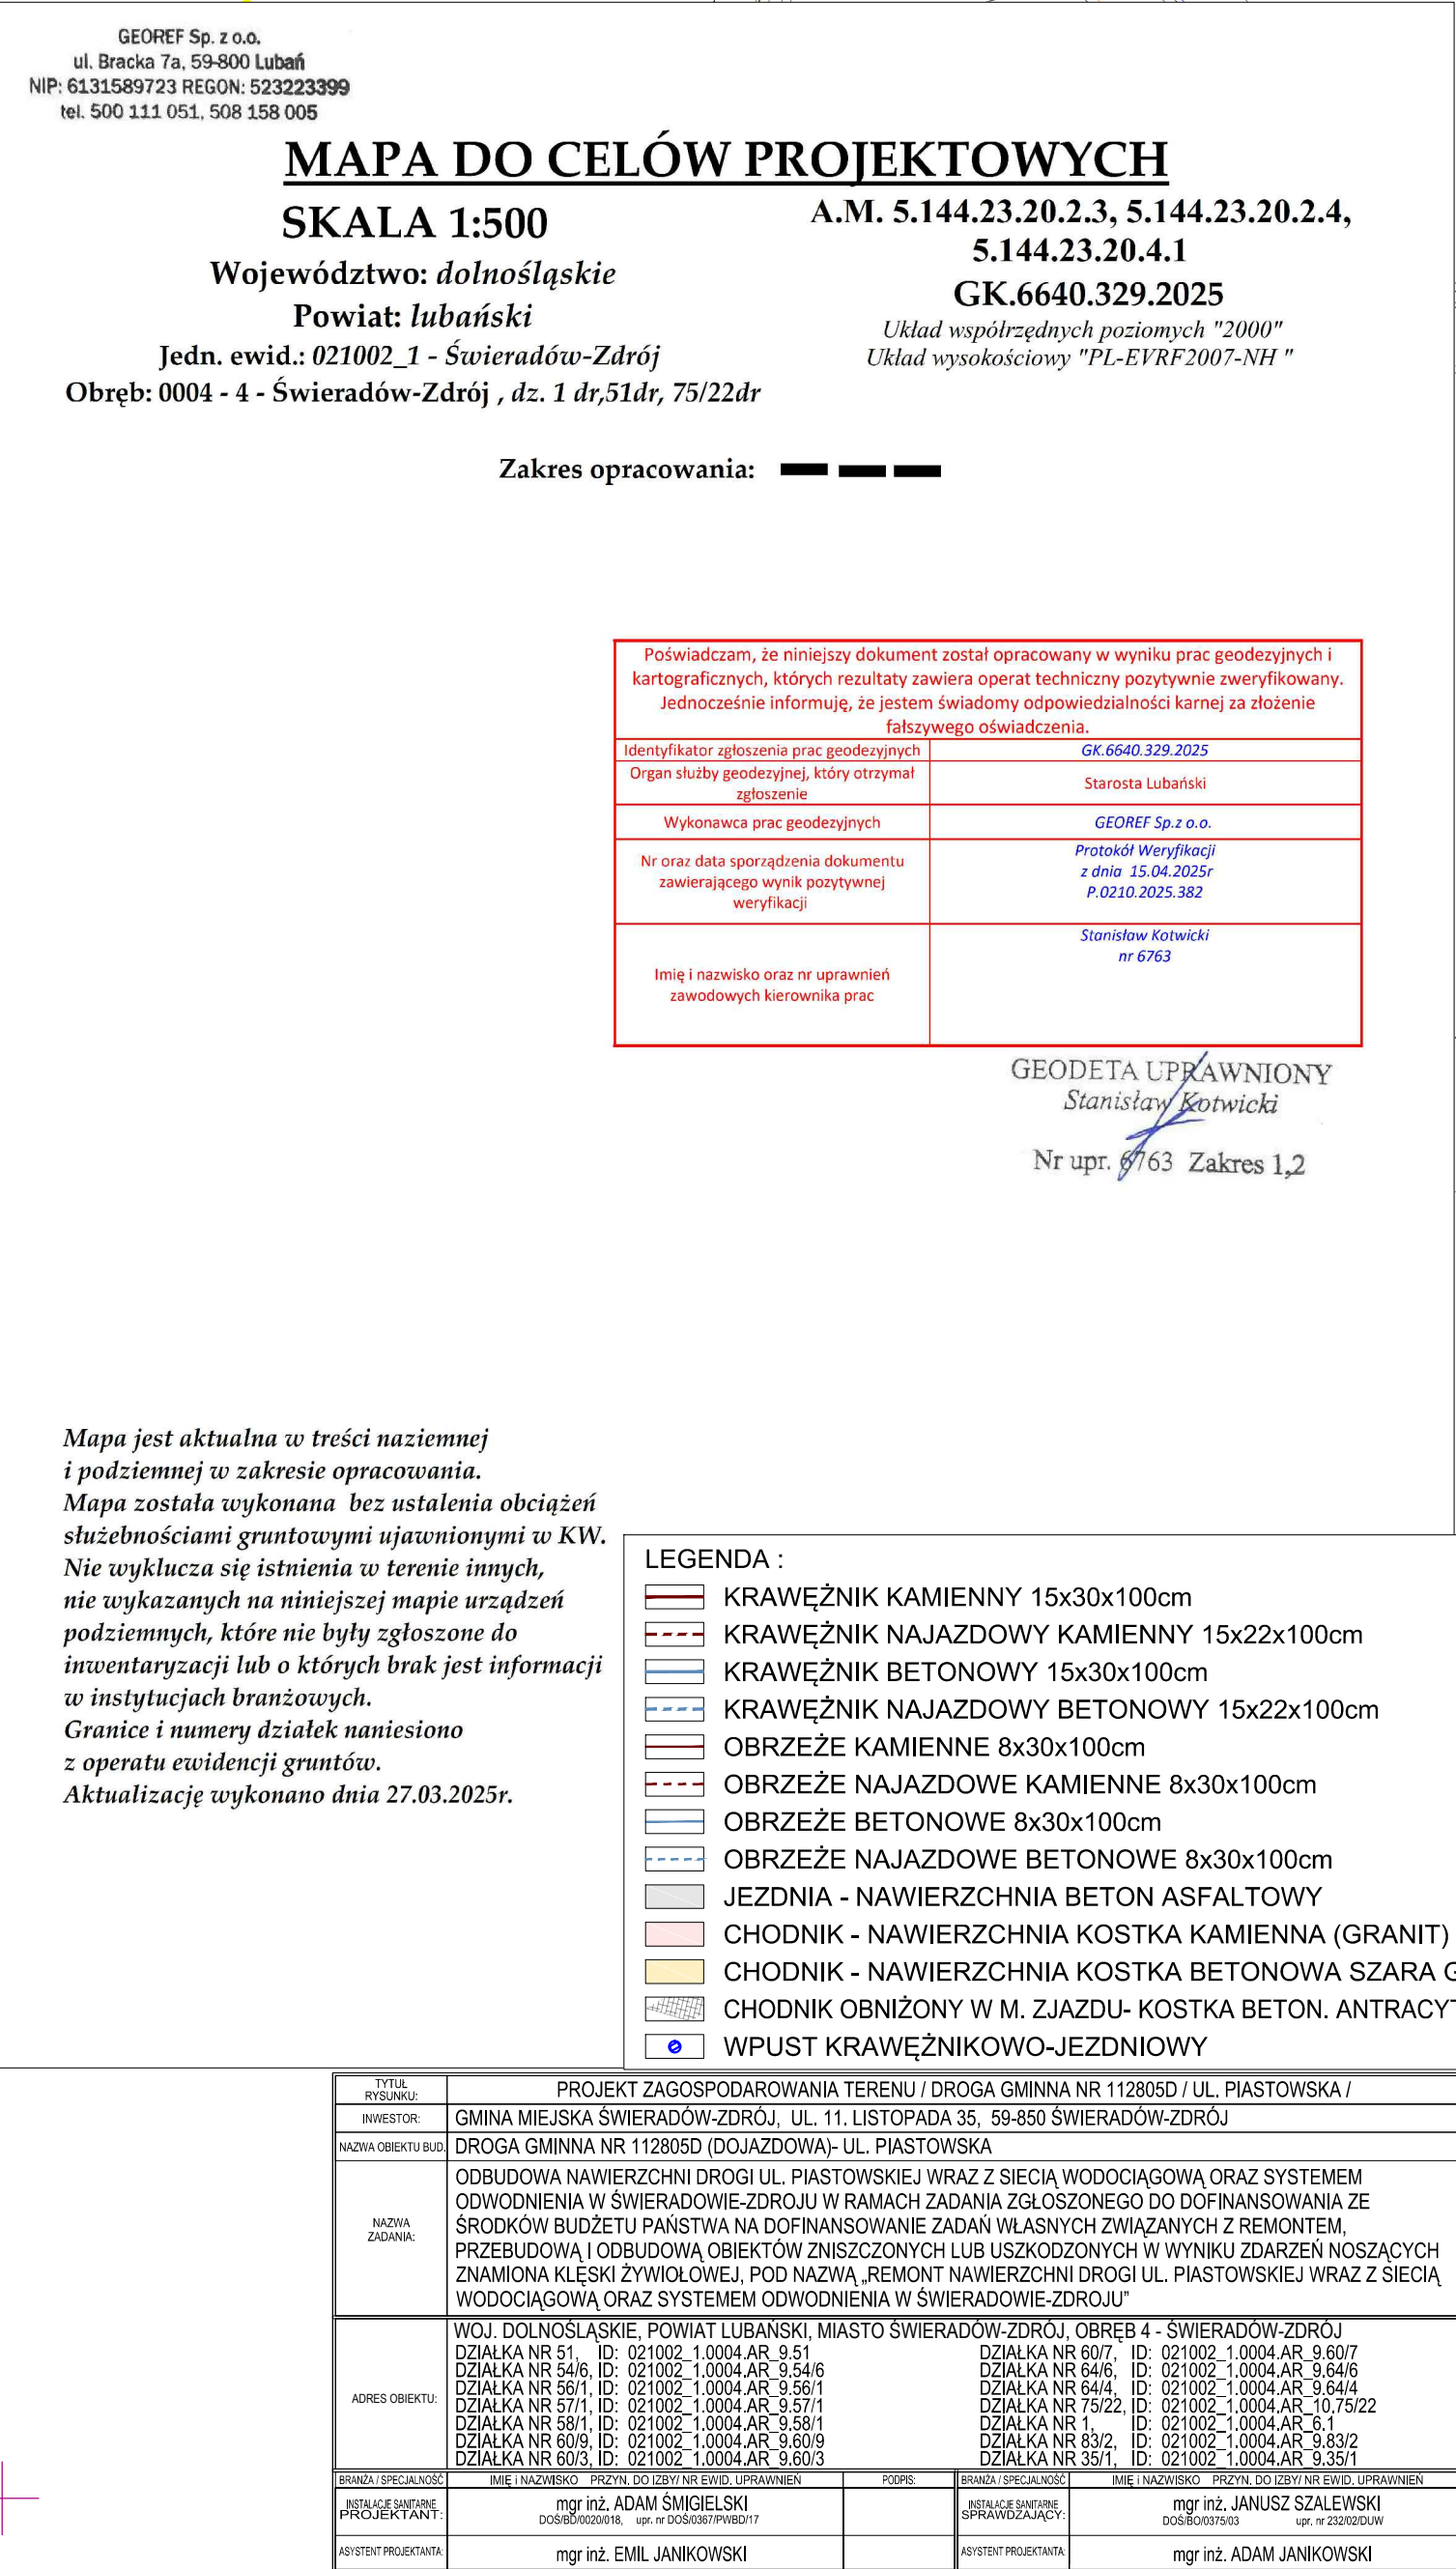 GEOREF Sp. z o.o.
ul. Bracka 7a, 59-800 Lubań
NIP: 6131589723 REGON: 523223399
tel. 500 111 051, 508 158 005
MAPA DO CELÓW PROJEKTOWYCH
SKALA 1:500
Województwo: dolnośląskie
Powiat: lubański
Jedn. ewid.: 021002_1 - Świeradów-Zdrój
Obręb: 0004 - 4 - Świeradów-Zdrój , dz. 1 dr,51dr, 75/22dr
A.M. 5.144.23.20.2.3, 5.144.23.20.2.4,
5.144.23.20.4.1
GK.6640.329.2025
Układ współrzędnych poziomych "2000"
Układ wysokościowy "PL-EVRF2007-NH "
Zakres opracowania:
Poświadczam, że niniejszy dokument został opracowany w wyniku prac geodezyjnych i
kartograficznych, których rezultaty zawiera operat techniczny pozytywnie zweryfikowany.
Jednocześnie informuję, że jestem świadomy odpowiedzialności karnej za złożenie
fałszywego oświadczenia.
Identyfikator zgłoszenia prac geodezyjnych
GK.6640.329.2025
Organ służby geodezyjnej, który otrzymał
zgłoszenie
Starosta Lubański
Wykonawca prac geodezyjnych
GEOREF Sp.z o.o.
Nr oraz data sporządzenia dokumentu
zawierającego wynik pozytywnej
weryfikacji
Protokół Weryfikacji
z dnia 15.04.2025r
P.0210.2025.382
Imię i nazwisko oraz nr uprawnień
zawodowych kierownika prac
Stanisław Kotwicki
nr 6763
GEODETA UPRAWNIONY
Stanisław Kotwicki
Nr upr. 6763 Zakres 1,2
Mapa jest aktualna w treści naziemnej
i podziemnej w zakresie opracowania.
Mapa została wykonana bez ustalenia obciążeń
służebnościami gruntowymi ujawnionymi w KW.
Nie wyklucza się istnienia w terenie innych,
nie wykazanych na niniejszej mapie urządzeń
podziemnych, które nie były zgłoszone do
inwentaryzacji lub o których brak jest informacji
w instytucjach branżowych.
Granice i numery działek naniesiono
z operatu ewidencji gruntów.
Aktualizację wykonano dnia 27.03.2025r.
LEGENDA :
KRAWĘŻNIK KAMIENNY 15x30x100cm
KRAWĘŻNIK NAJAZDOWY KAMIENNY 15x22x100cm
KRAWĘŻNIK BETONOWY 15x30x100cm
KRAWĘŻNIK NAJAZDOWY BETONOWY 15x22x100cm
OBRZEŻE KAMIENNE 8x30x100cm
OBRZEŻE NAJAZDOWE KAMIENNE 8x30x100cm
OBRZEŻE BETONOWE 8x30x100cm
OBRZEŻE NAJAZDOWE BETONOWE 8x30x100cm
JEZDNIA - NAWIERZCHNIA BETON ASFALTOWY
CHODNIK - NAWIERZCHNIA KOSTKA KAMIENNA (GRANIT)
CHODNIK - NAWIERZCHNIA KOSTKA BETONOWA SZARA
CHODNIK OBNIŻONY W M. ZJAZDU- KOSTKA BETON. ANTRACYT
WPUST KRAWĘŻNIKOWO-JEZDNIOWY
TYTUŁ
RYSUNKU:
PROJEKT ZAGOSPODAROWANIA TERENU / DROGA GMINNA NR 112805D / UL. PIASTOWSKA /
INWESTOR:
GMINA MIEJSKA ŚWIERADÓW-ZDRÓJ, UL. 11. LISTOPADA 35, 59-850 ŚWIERADÓW-ZDRÓJ
NAZWA OBIEKTU BUD.
DROGA GMINNA NR 112805D (DOJAZDOWA)- UL. PIASTOWSKA
NAZWA
ZADANIA:
ODBUDOWA NAWIERZCHNI DROGI UL. PIASTOWSKIEJ WRAZ Z SIECIĄ WODOCIĄGOWĄ ORAZ SYSTEMEM
ODWODNIENIA W ŚWIERADOWIE-ZDROJU W RAMACH ZADANIA ZGŁOSZONEGO DO DOFINANSOWANIA ZE
ŚRODKÓW BUDŻETU PAŃSTWA NA DOFINANSOWANIE ZADAŃ WŁASNYCH ZWIĄZANYCH Z REMONTEM,
PRZEBUDOWĄ I ODBUDOWĄ OBIEKTÓW ZNISZCZONYCH LUB USZKODZONYCH W WYNIKU ZDARZEŃ NOSZĄCYCH
ZNAMIONA KLĘSKI ŻYWIOŁOWEJ, POD NAZWĄ „REMONT NAWIERZCHNI DROGI UL. PIASTOWSKIEJ WRAZ Z SIECIĄ
WODOCIĄGOWĄ ORAZ SYSTEMEM ODWODNIENIA W ŚWIERADOWIE-ZDROJU”
ADRES OBIEKTU:
WOJ. DOLNOŚLĄSKIE, POWIAT LUBAŃSKI, MIASTO ŚWIERADÓW-ZDRÓJ, OBRĘB 4 - ŚWIERADÓW-ZDRÓJ
DZIAŁKA NR 51, ID: 021002_1.0004.AR_9.51
DZIAŁKA NR 54/6, ID: 021002_1.0004.AR_9.54/6
DZIAŁKA NR 56/1, ID: 021002_1.0004.AR_9.56/1
DZIAŁKA NR 57/1, ID: 021002_1.0004.AR_9.57/1
DZIAŁKA NR 58/1, ID: 021002_1.0004.AR_9.58/1
DZIAŁKA NR 60/9, ID: 021002_1.0004.AR_9.60/9
DZIAŁKA NR 60/3, ID: 021002_1.0004.AR_9.60/3
DZIAŁKA NR 60/7, ID: 021002_1.0004.AR_9.60/7
DZIAŁKA NR 64/6, ID: 021002_1.0004.AR_9.64/6
DZIAŁKA NR 64/4, ID: 021002_1.0004.AR_9.64/4
DZIAŁKA NR 75/22, ID: 021002_1.0004.AR_10.75/22
DZIAŁKA NR 1, ID: 021002_1.0004.AR_6.1
DZIAŁKA NR 83/2, ID: 021002_1.0004.AR_9.83/2
DZIAŁKA NR 35/1, ID: 021002_1.0004.AR_9.35/1
BRANŻA / SPECJALNOŚĆ
IMIĘ i NAZWISKO PRZYN. DO IZBY/ NR EWID. UPRAWNIEŃ
PODPIS:
BRANŻA / SPECJALNOŚĆ
IMIĘ i NAZWISKO PRZYN. DO IZBY/ NR EWID. UPRAWNIEŃ
INSTALACJE SANITARNE
PROJEKTANT:
mgr inż. ADAM ŚMIGIELSKI
DOŚ/BD/0020/018, upr. nr DOŚ/0367/PWBD/17
INSTALACJE SANITARNE
SPRAWDZAJĄCY:
mgr inż. JANUSZ SZALEWSKI
DOŚ/BO/0375/03 upr. nr 232/02/DUW
ASYSTENT PROJEKTANTA:
mgr inż. EMIL JANIKOWSKI
ASYSTENT PROJEKTANTA:
mgr inż. ADAM JANIKOWSKI